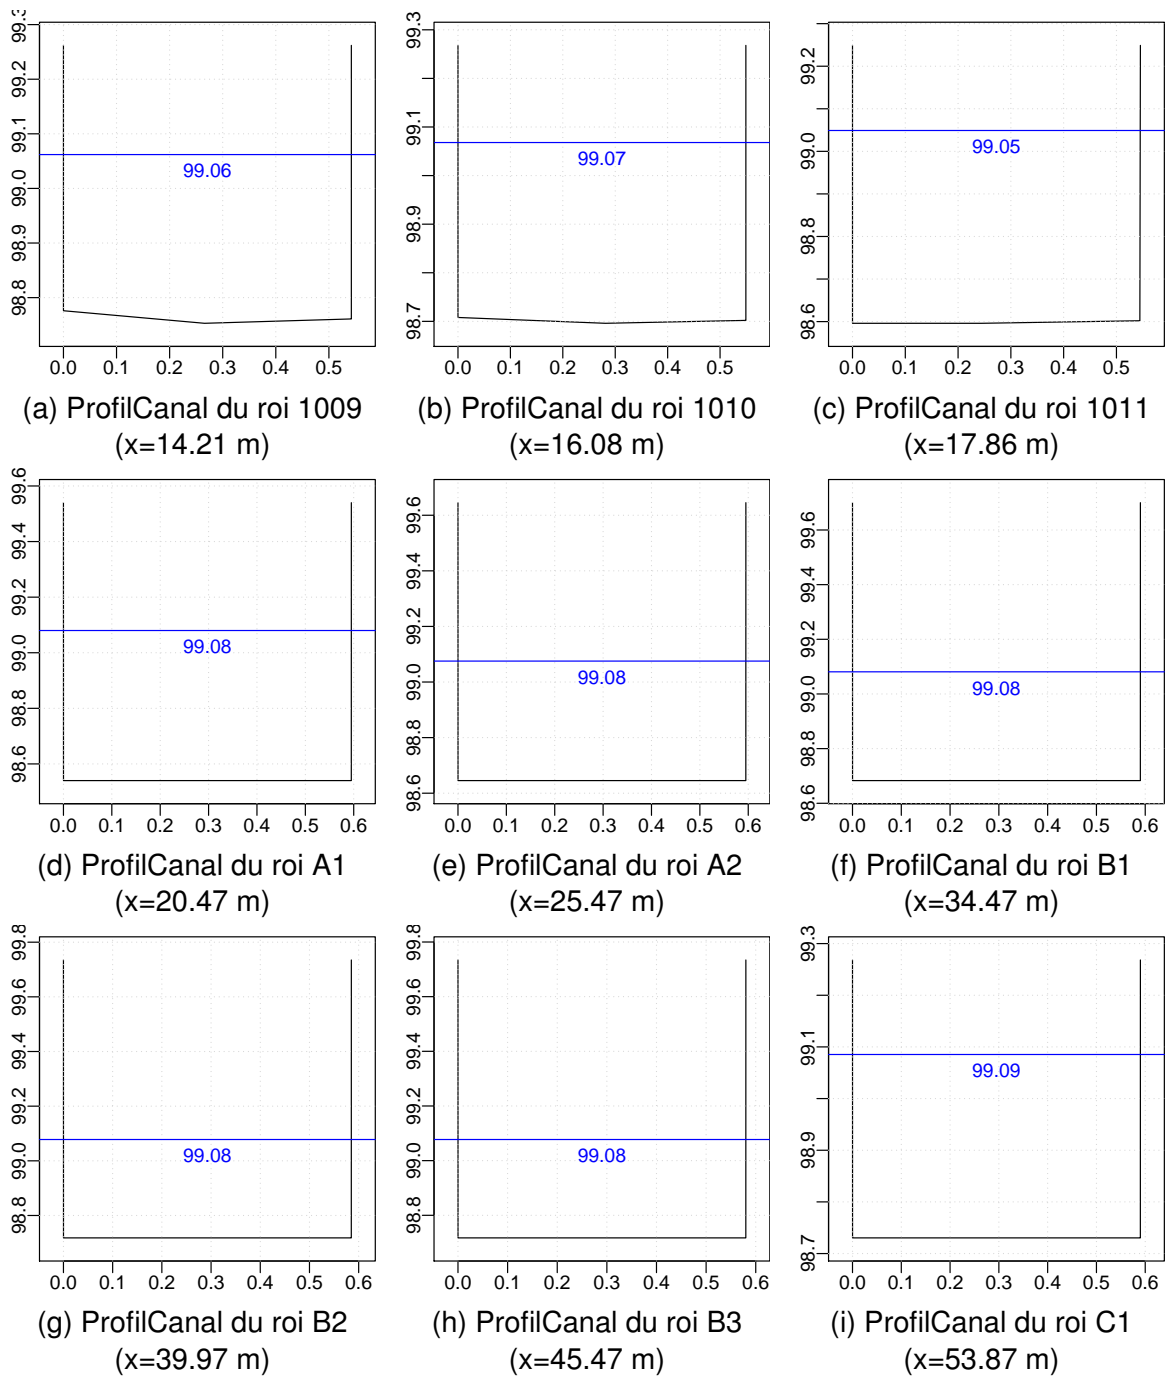 98.8 98.9 99.0 99.1 99.2 99.3
99.06
0.0 0.1 0.2 0.3 0.4 0.5
(a) ProfilCanal du roi 1009
(x=14.21 m)
98.7 98.9 99.1 99.3
99.07
0.0 0.1 0.2 0.3 0.4 0.5
(b) ProfilCanal du roi 1010
(x=16.08 m)
98.6 98.8 99.0 99.2
99.05
0.0 0.1 0.2 0.3 0.4 0.5
(c) ProfilCanal du roi 1011
(x=17.86 m)
98.6 98.8 99.0 99.2 99.4 99.6
99.08
0.0 0.1 0.2 0.3 0.4 0.5 0.6
(d) ProfilCanal du roi A1
(x=20.47 m)
98.6 98.8 99.0 99.2 99.4 99.6
99.08
0.0 0.1 0.2 0.3 0.4 0.5 0.6
(e) ProfilCanal du roi A2
(x=25.47 m)
98.6 98.8 99.0 99.2 99.4 99.6
99.08
0.0 0.1 0.2 0.3 0.4 0.5 0.6
(f) ProfilCanal du roi B1
(x=34.47 m)
98.8 99.0 99.2 99.4 99.6 99.8
99.08
0.0 0.1 0.2 0.3 0.4 0.5 0.6
(g) ProfilCanal du roi B2
(x=39.97 m)
98.8 99.0 99.2 99.4 99.6 99.8
99.08
0.0 0.1 0.2 0.3 0.4 0.5 0.6
(h) ProfilCanal du roi B3
(x=45.47 m)
98.7 98.9 99.1 99.3
99.09
0.0 0.1 0.2 0.3 0.4 0.5 0.6
(i) ProfilCanal du roi C1
(x=53.87 m)